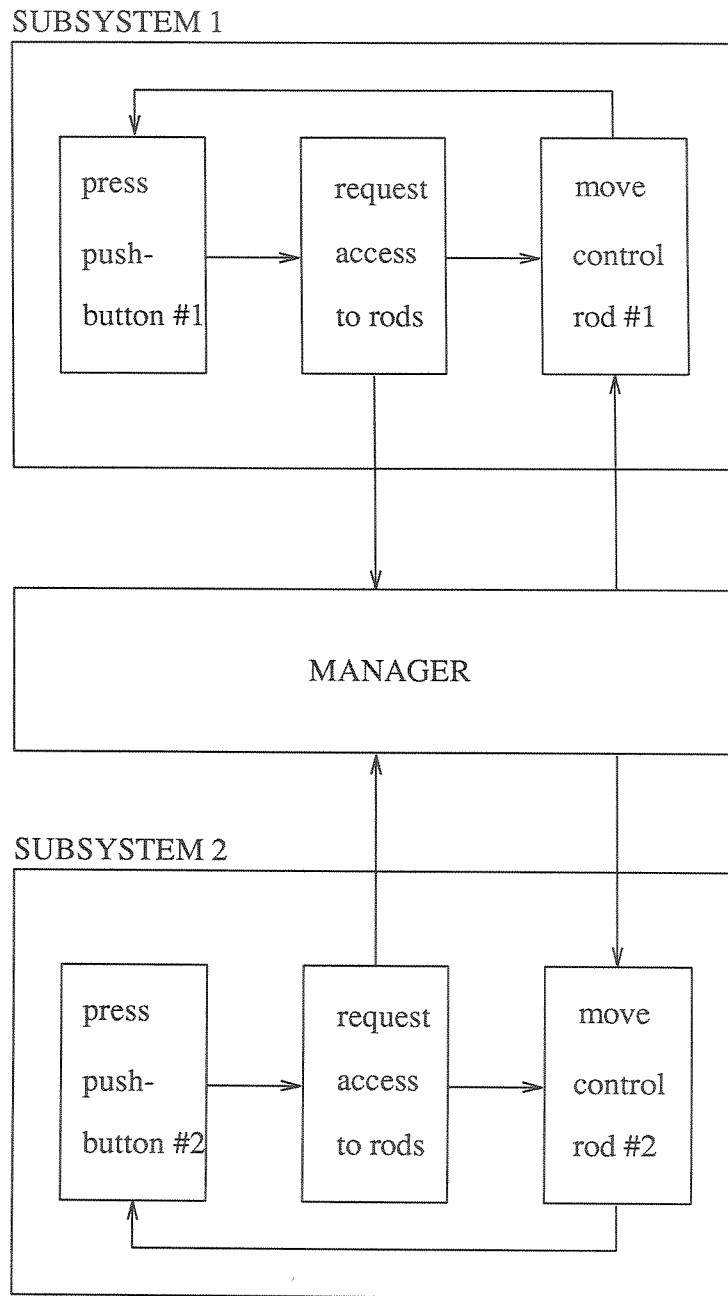 SUBSYSTEM 1
press
push-
button #1
request
access
to rods
move
control
rod #1
MANAGER
SUBSYSTEM 2
press
push-
button #2
request
access
to rods
move
control
rod #2